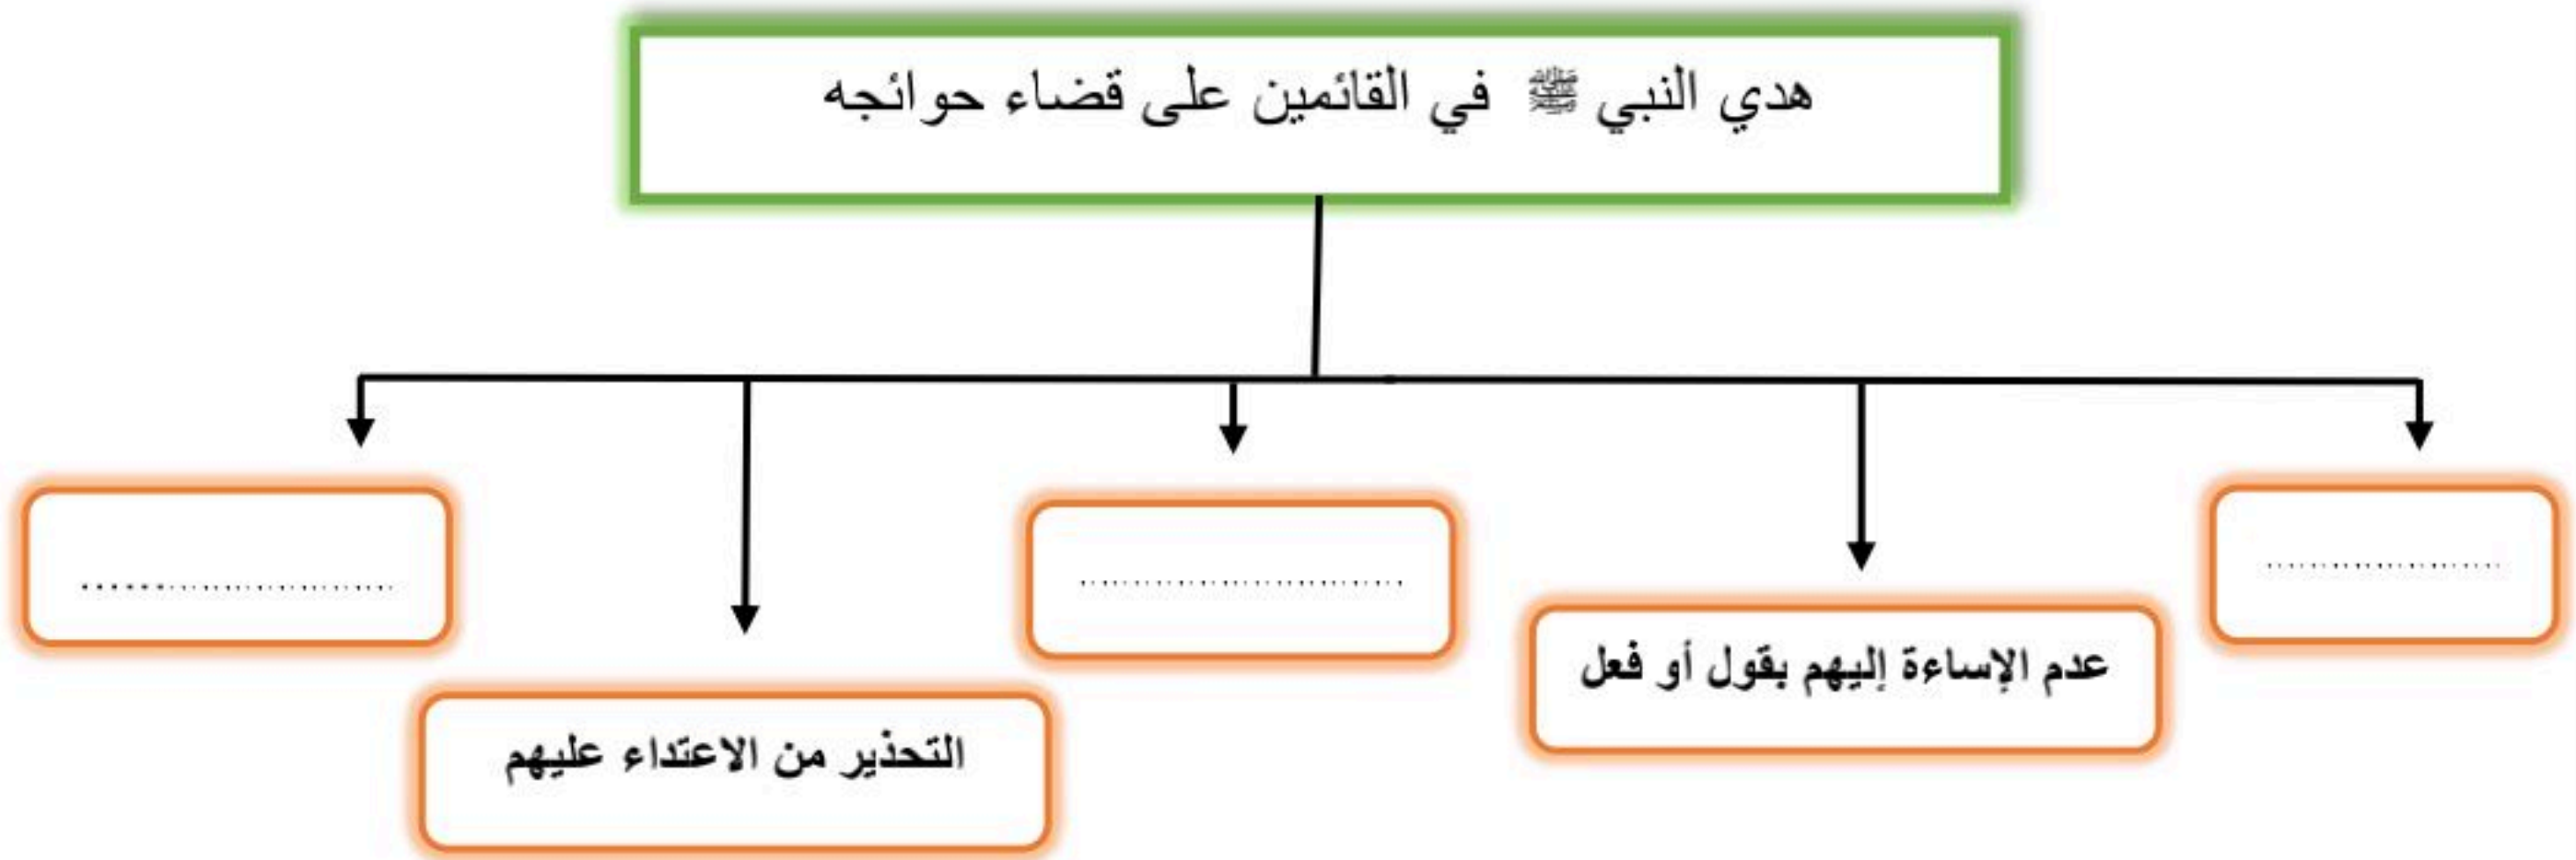 هدي النبي ﷺ في القائمين على قضاء حوائجه
....................
عدم الإساءة إليهم بقول أو فعل
..........................
التحذير من الاعتداء عليهم
..........................